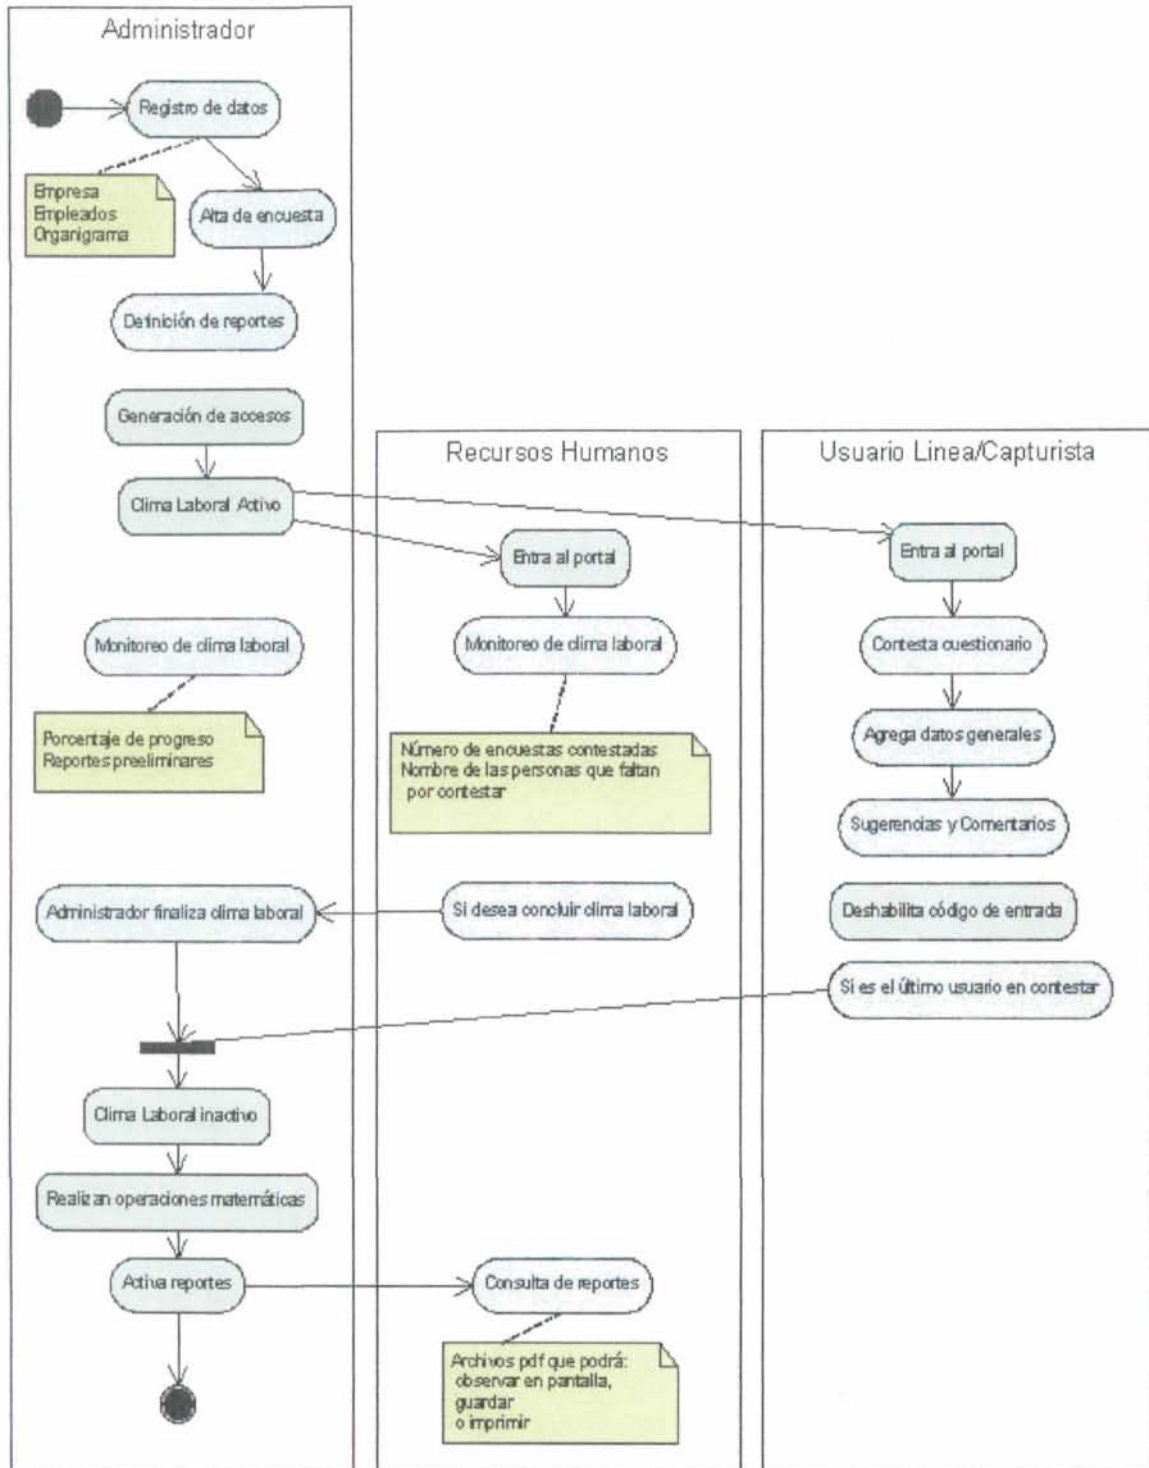 Administrador
Registro de datos
Empresa
Empleados
Organigrama
Alta de encuesta
Definición de reportes
Generación de accesos
Clima Laboral Activo
Monitoreo de clima laboral
Porcentaje de progreso
Reportes preeliminares
Administrador finaliza clima laboral
Clima Laboral inactivo
Realizan operaciones matemáticas
Activa reportes
Recursos Humanos
Entra al portal
Monitoreo de clima laboral
Número de encuestas contestadas
Nombre de las personas que faltan
por contestar
Si desea concluir clima laboral
Consulta de reportes
Archivos pdf que podrá:
observar en pantalla,
guardar
o imprimir
Usuario Linea/Capturista
Entra al portal
Contesta cuestionario
Agrega datos generales
Sugerencias y Comentarios
Deshabilita código de entrada
Si es el último usuario en contestar